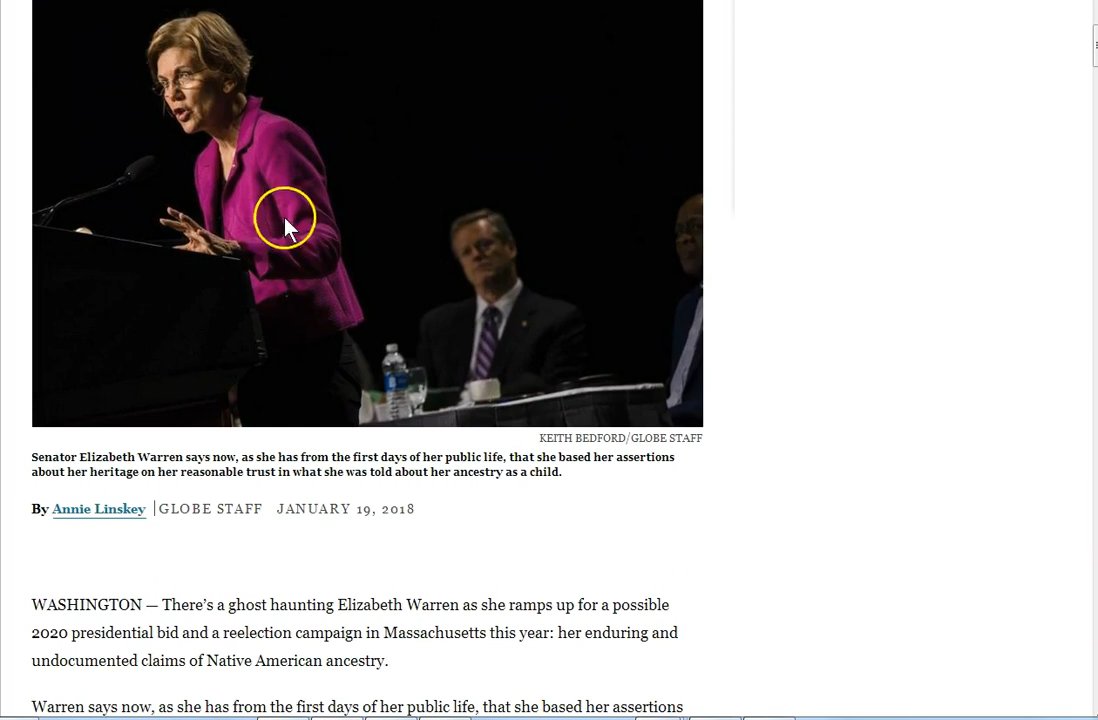 KEITH BEDFORD/GLOBE STAFF
Senator Elizabeth Warren says now, as she has from the first days of her public life, that she based her assertions
about her heritage on her reasonable trust in what she was told about her ancestry as a child.
By Annie Linskey | GLOBE STAFF JANUARY 19, 2018
WASHINGTON — There’s a ghost haunting Elizabeth Warren as she ramps up for a possible
2020 presidential bid and a reelection campaign in Massachusetts this year: her enduring and
undocumented claims of Native American ancestry.
Warren says now, as she has from the first days of her public life, that she based her assertions